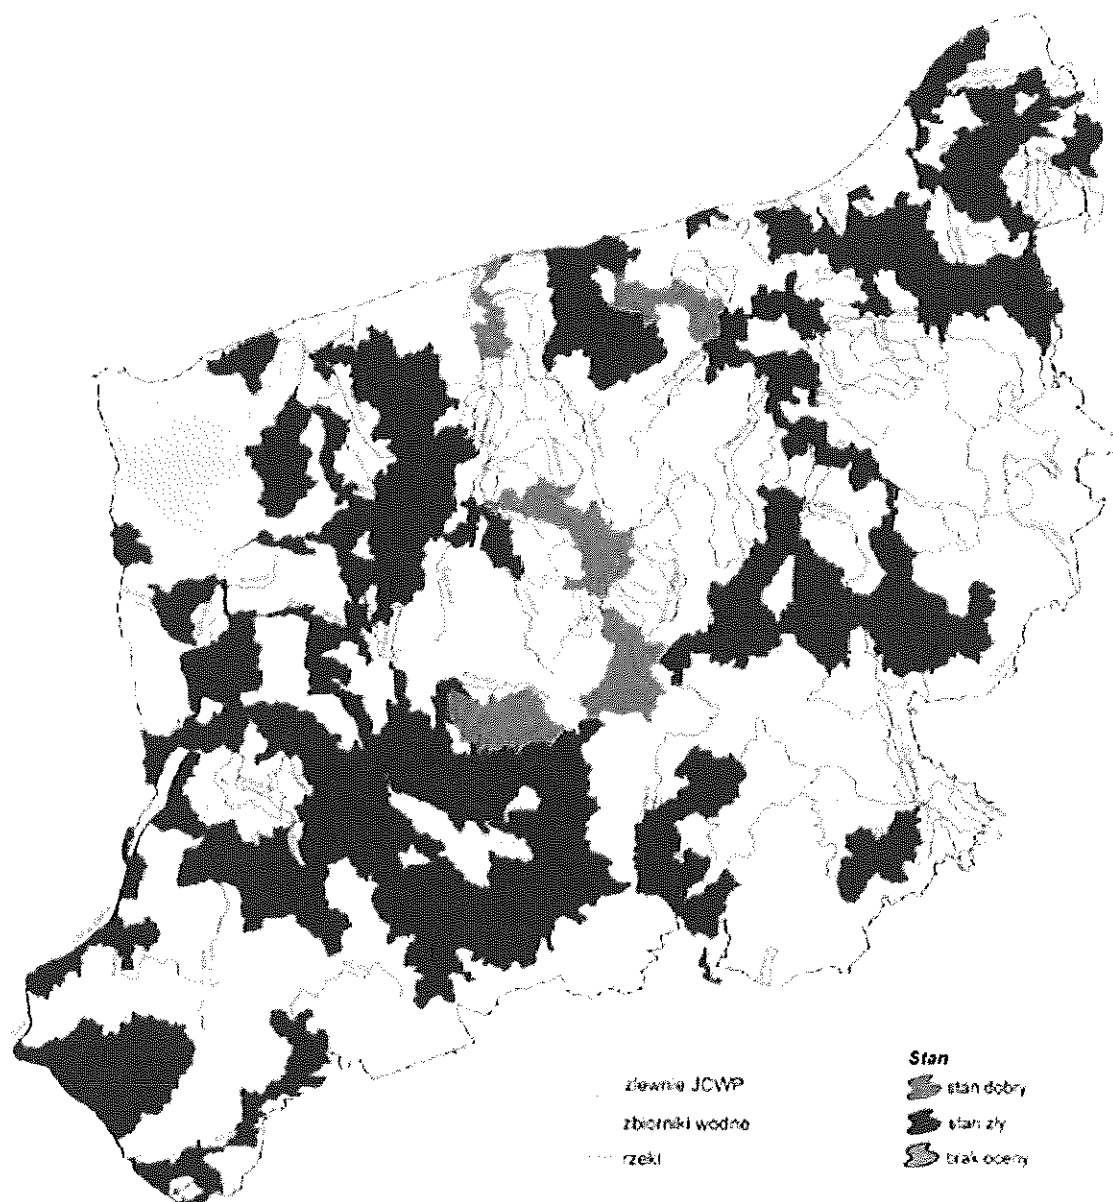 zlewnie JCWP
zbiorniki wodne
rzeki
Stan
stan dobry
stan zły
brak oceny